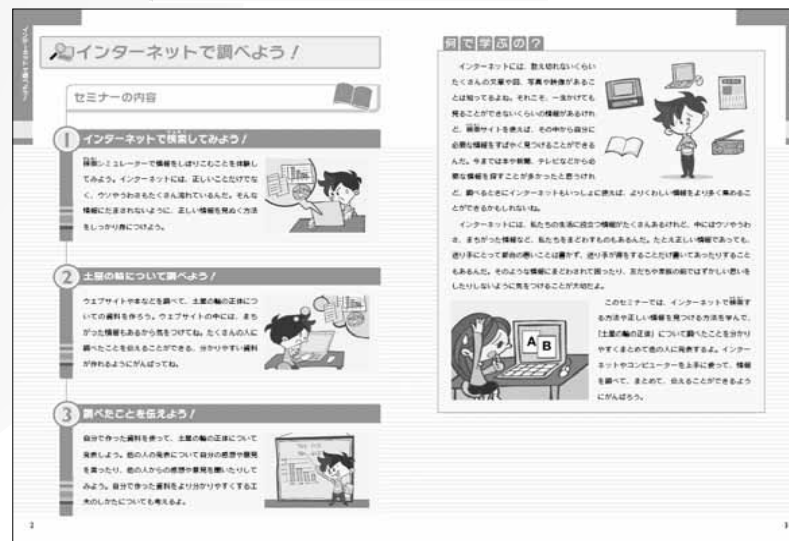 インターネットで調べよう！
インターネットで調べよう！
セミナーの内容
1 インターネットで検索してみよう！
検索シミュレーターで情報をしぼりこむことを体験し
てみよう。インターネットには、正しいことだけでな
く、ウソやうわさもたくさん流れているんだ。そんな
情報にだまされないように、正しい情報を見ぬく方法
をしっかり身につけよう。
2 土星の輪について調べよう！
ウェブサイトや本などを調べて、土星の輪の正体につ
いての資料を作ろう。ウェブサイトの中には、まち
がった情報もあるから気をつけてね。たくさんの人に
調べたことを伝えることができる、分かりやすい資料
が作れるようにがんばってね。
3 調べたことを伝えよう！
自分で作った資料を使って、土星の輪の正体について
発表しよう。他の人の発表について自分の感想や意見
を言ったり、他の人からの感想や意見を聞いたりして
みよう。自分で作った資料をより分かりやすくする工
夫のしかたについても考えるよ。
2
何で学ぶの？
インターネットには、数え切れないくらい
たくさんの文章や図、写真や映像があるこ
とは知ってるよね。それこそ、一生かけても
見ることができないくらいの情報があるけれ
ど、検索サイトを使えば、その中から自分に
必要な情報をすばやく見つけることができる
んだ。今までは本や新聞、テレビなどから必
要な情報を探すことが多かったと思うけれ
ど、調べるときにインターネットもいっしょに使えば、よりくわしい情報をより多く集めるこ
とができるかもしれないね。
インターネットには、私たちの生活に役立つ情報がたくさんあるけれど、中にはウソやうわ
さ、まちがった情報など、私たちをまどわすものもあるんだ。たとえ正しい情報であっても、
送り手にとって都合の悪いことは書かず、送り手が得をすることだけ書いてあったりすること
もあるんだ。そのような情報にまどわされて困ったり、友だちや家族の前ではずかしい思いを
したりしないように気をつけることが大切だよ。
このセミナーでは、インターネットで検索す
る方法や正しい情報を見つける方法を学んで、
「土星の輪の正体」について調べたことを分かり
やすくまとめて他の人に発表するよ。インター
ネットやコンピューターを上手に使って、情報
を調べて、まとめて、伝えることができるよう
にがんばろう。
A B
3